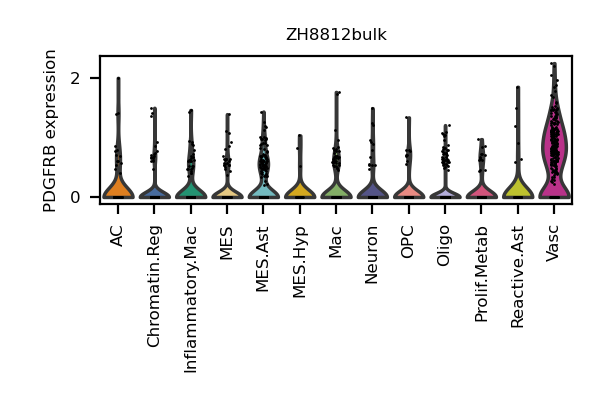 ZH8812bulk
PDGFRB expression
2
0
AC
Chromatin.Reg
Inflammatory.Mac
MES
MES.Ast
MES.Hyp
Mac
Neuron
OPC
Oligo
Prolif.Metab
Reactive.Ast
Vasc